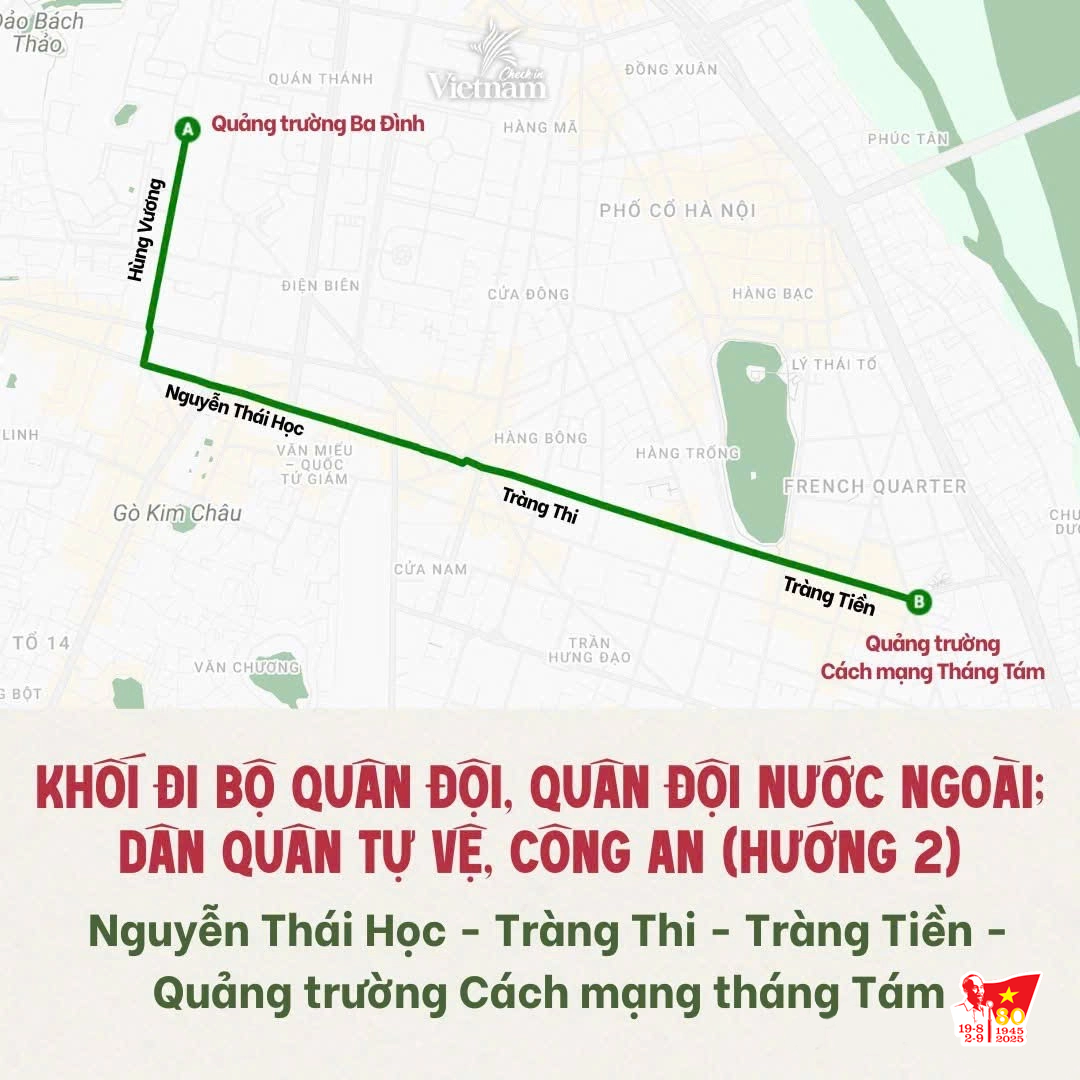 Đảo Bách
Thảo
QUÁN THÁNH
Check in
Vietnam
ĐỒNG XUÂN
A
Quảng trường Ba Đình
HÀNG MÃ
PHÚC TÂN
Hùng Vương
PHỐ CỔ HÀ NỘI
ĐIỆN BIÊN
CỬA ĐÔNG
HÀNG BẠC
LÝ THÁI TỔ
Nguyễn Thái Học
LINH
VĂN MIẾU
– QUỐC
TỬ GIÁM
HÀNG BÔNG
HÀNG TRỐNG
FRENCH QUARTER
Tràng Thi
Gò Kim Châu
CHU
DƯ
CỬA NAM
Tràng Tiền
B
TỔ 14
TRẦN
HƯNG ĐẠO
Quảng trường
Cách mạng Tháng Tám
VĂN CHƯƠNG
G BỘT
KHỐI ĐI BỘ QUÂN ĐỘI, QUÂN ĐỘI NƯỚC NGOÀI;
DÂN QUÂN TỰ VỆ, CÔNG AN (HƯỚNG 2)
Nguyễn Thái Học - Tràng Thi - Tràng Tiền -
Quảng trường Cách mạng tháng Tám
80
19-8 1945
2-9 2025